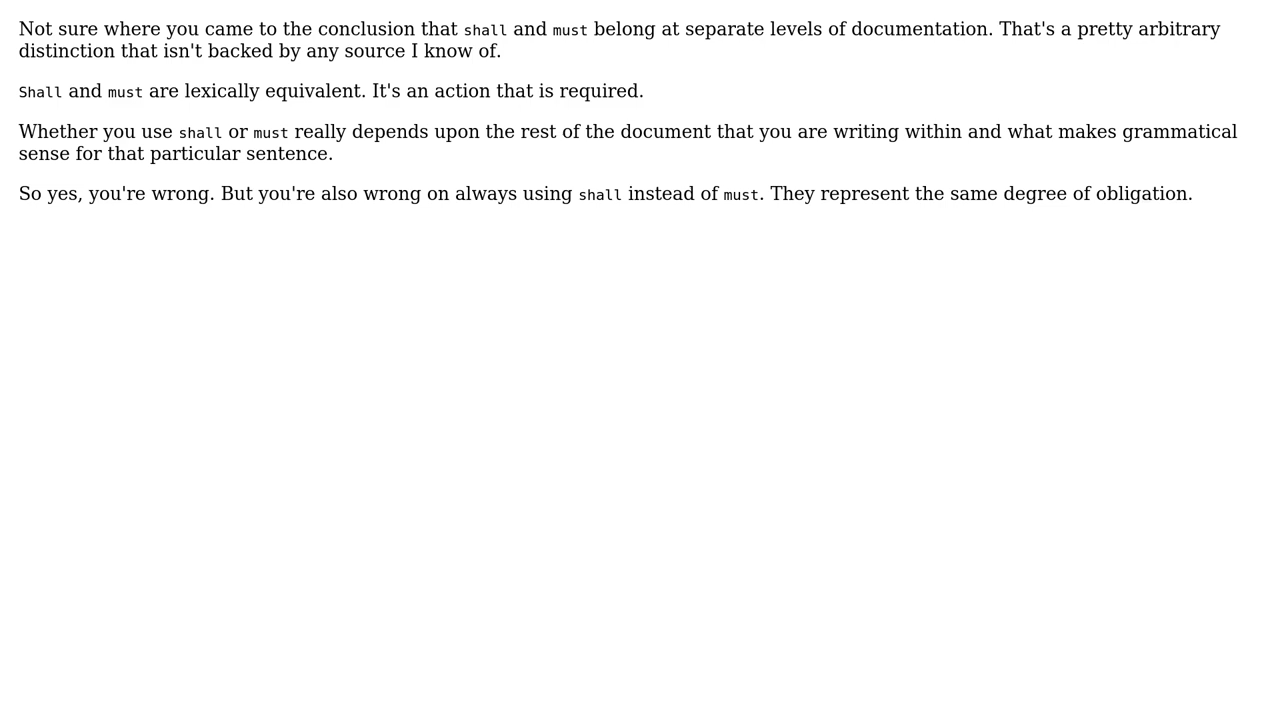 Not sure where you came to the conclusion that shall and must belong at separate levels of documentation. That's a pretty arbitrary
distinction that isn't backed by any source I know of.
Shall and must are lexically equivalent. It's an action that is required.
Whether you use shall or must really depends upon the rest of the document that you are writing within and what makes grammatical
sense for that particular sentence.
So yes, you're wrong. But you're also wrong on always using shall instead of must. They represent the same degree of obligation.